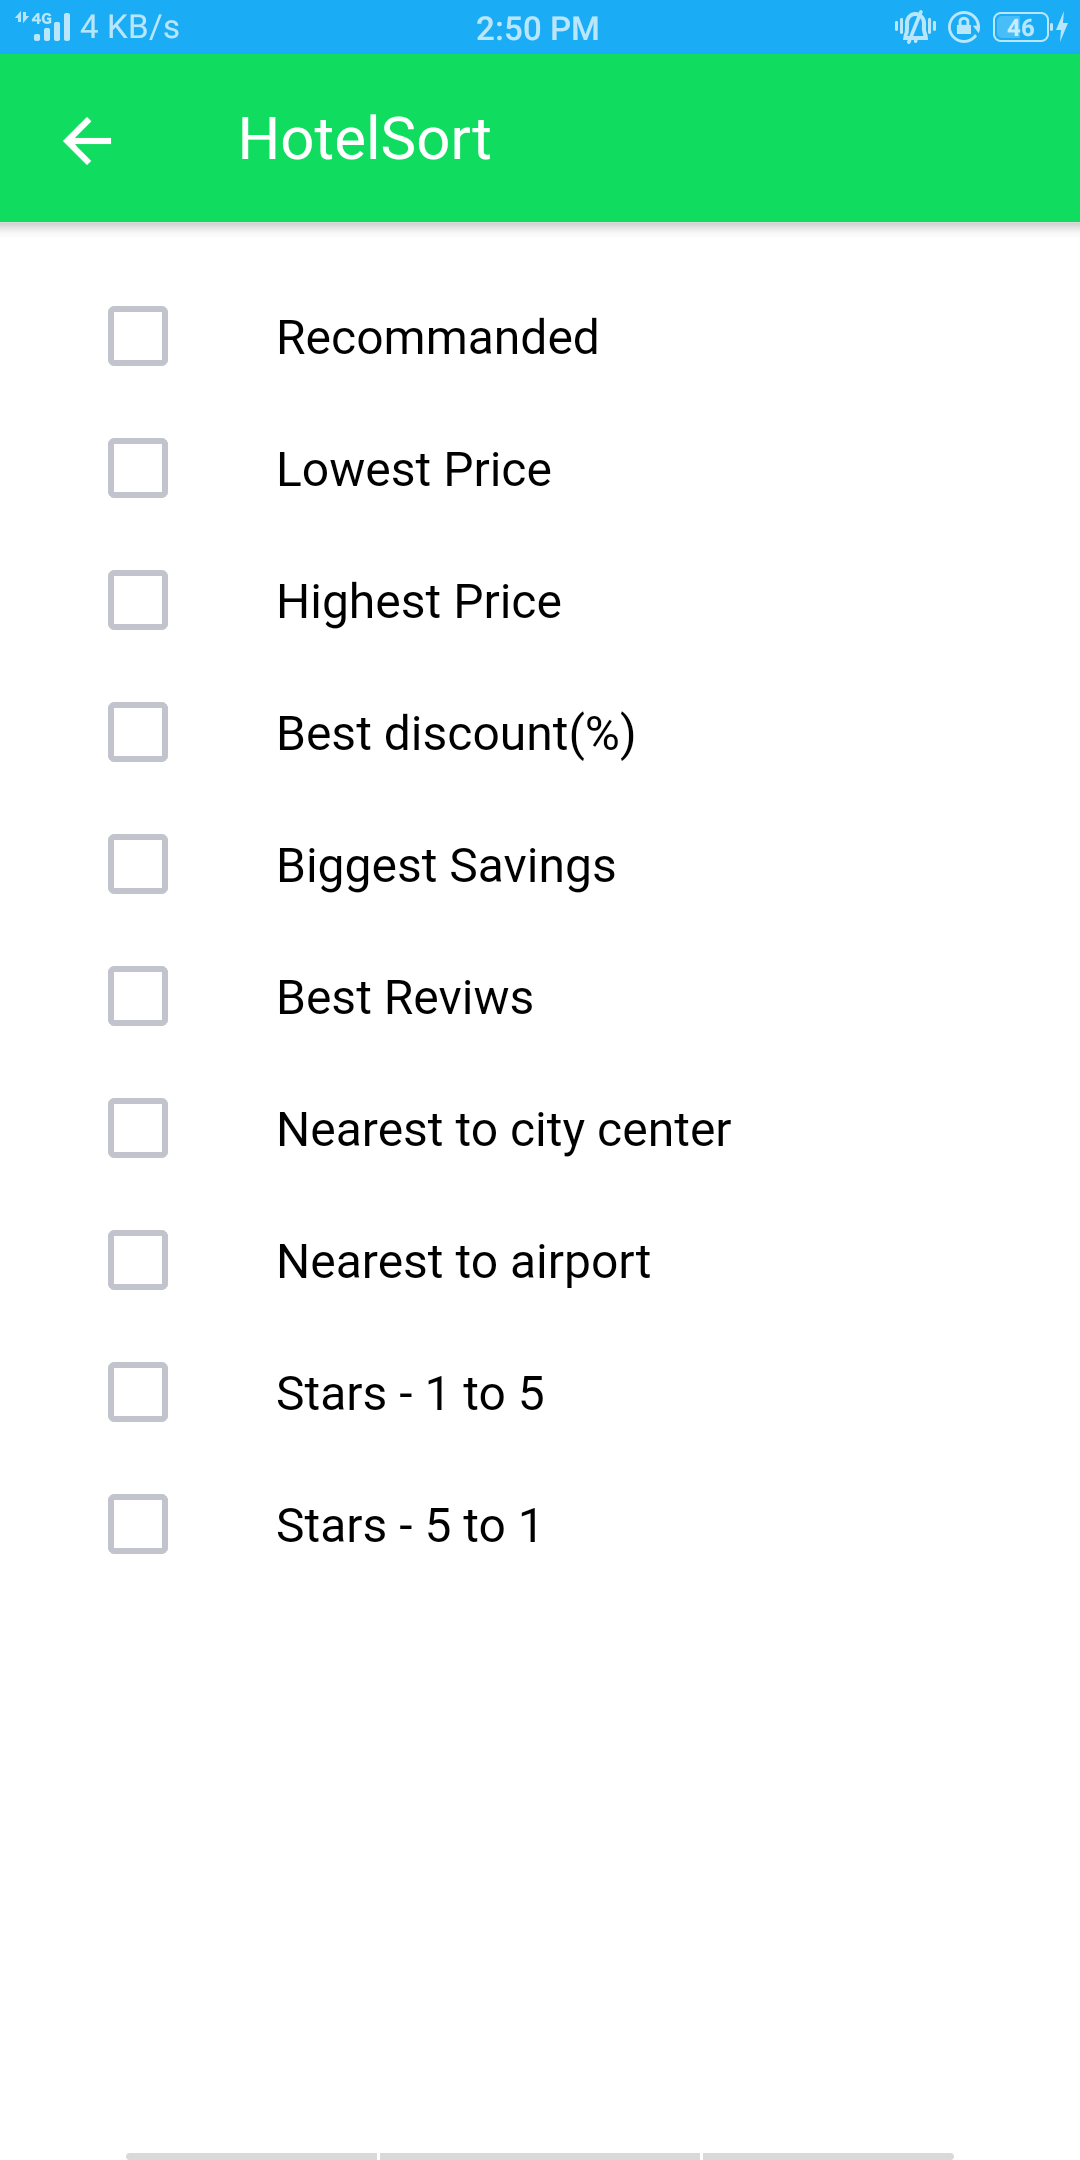 4G 4 KB/s 2:50 PM 46
HotelSort
Recommanded
Lowest Price
Highest Price
Best discount(%)
Biggest Savings
Best Reviws
Nearest to city center
Nearest to airport
Stars - 1 to 5
Stars - 5 to 1